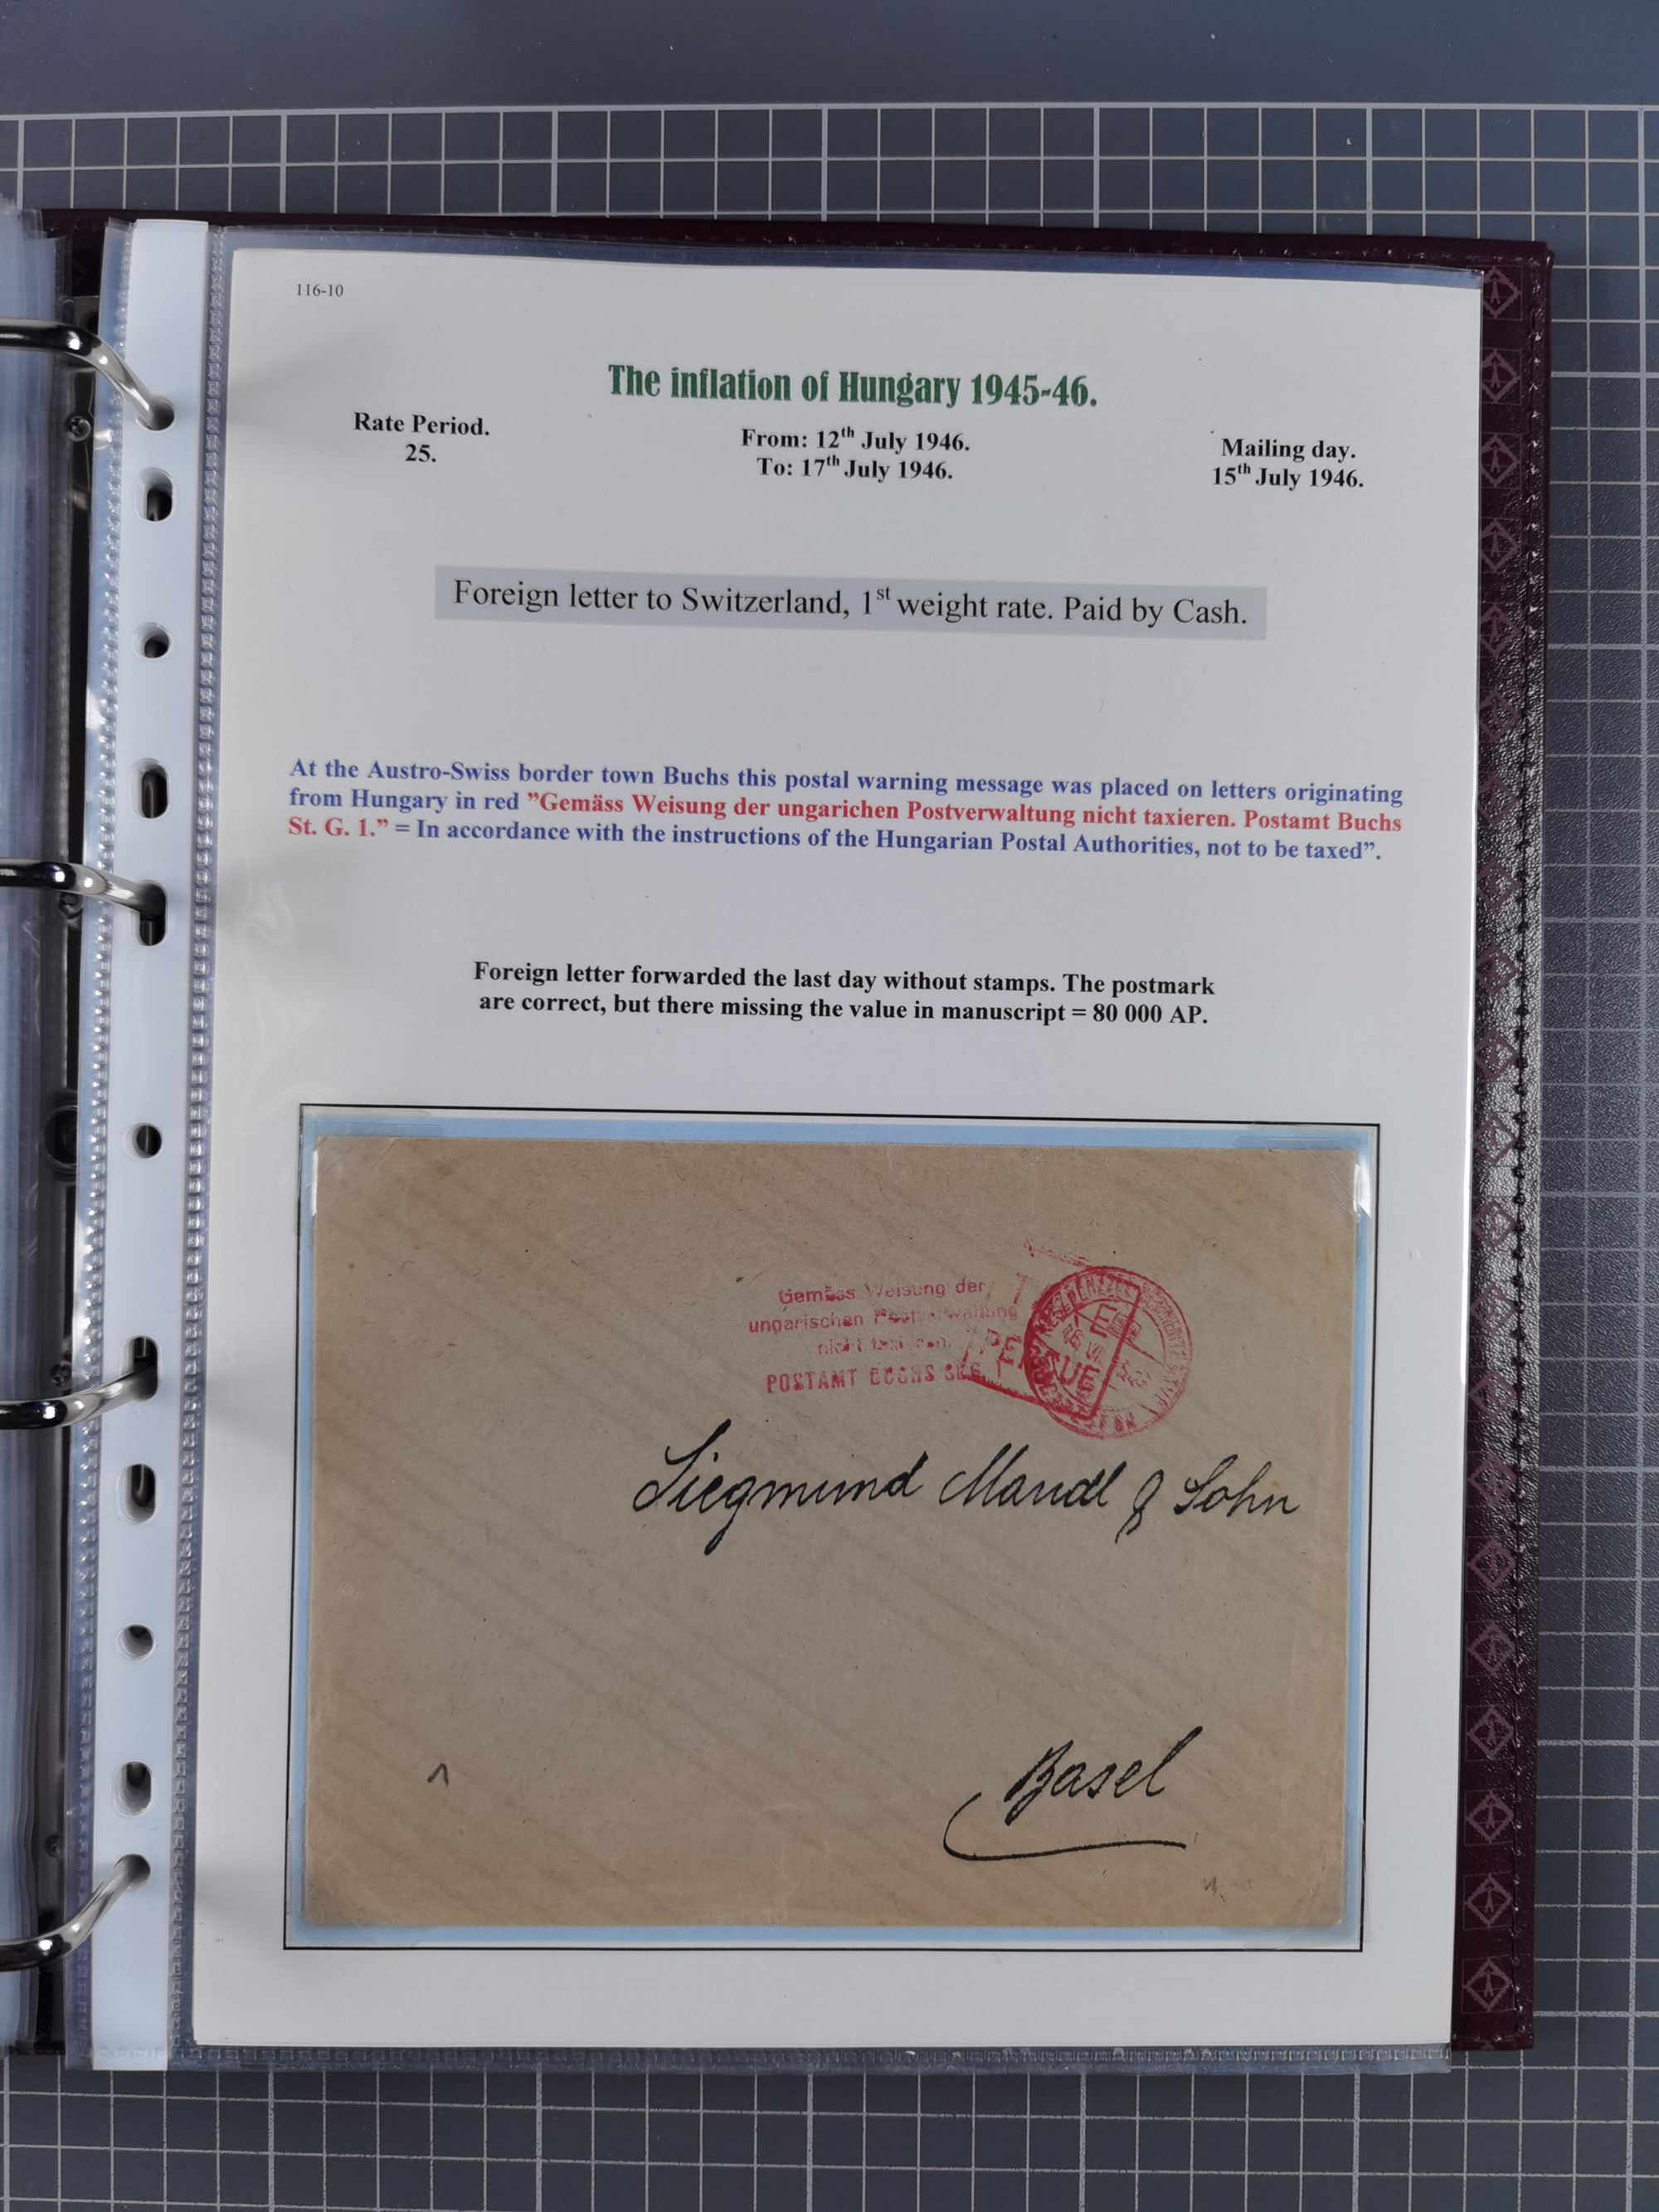 116-10
The inflation of Hungary 1945-46.
Rate Period.
25.
From: 12th July 1946.
To: 17th July 1946.
Mailing day.
15th July 1946.
Foreign letter to Switzerland, 1st weight rate. Paid by Cash.
At the Austro-Swiss border town Buchs this postal warning message was placed on letters originating
from Hungary in red ”Gemäss Weisung der ungarichen Postverwaltung nicht taxieren. Postamt Buchs
St. G. 1.” = In accordance with the instructions of the Hungarian Postal Authorities, not to be taxed”.
Foreign letter forwarded the last day without stamps. The postmark
are correct, but there missing the value in manuscript = 80 000 AP.
Gemäss Weisung der
ungarischen Postverwaltung
nicht taxieren.
POSTAMT BUCHS
Siegmund Mandl & Sohn
Basel